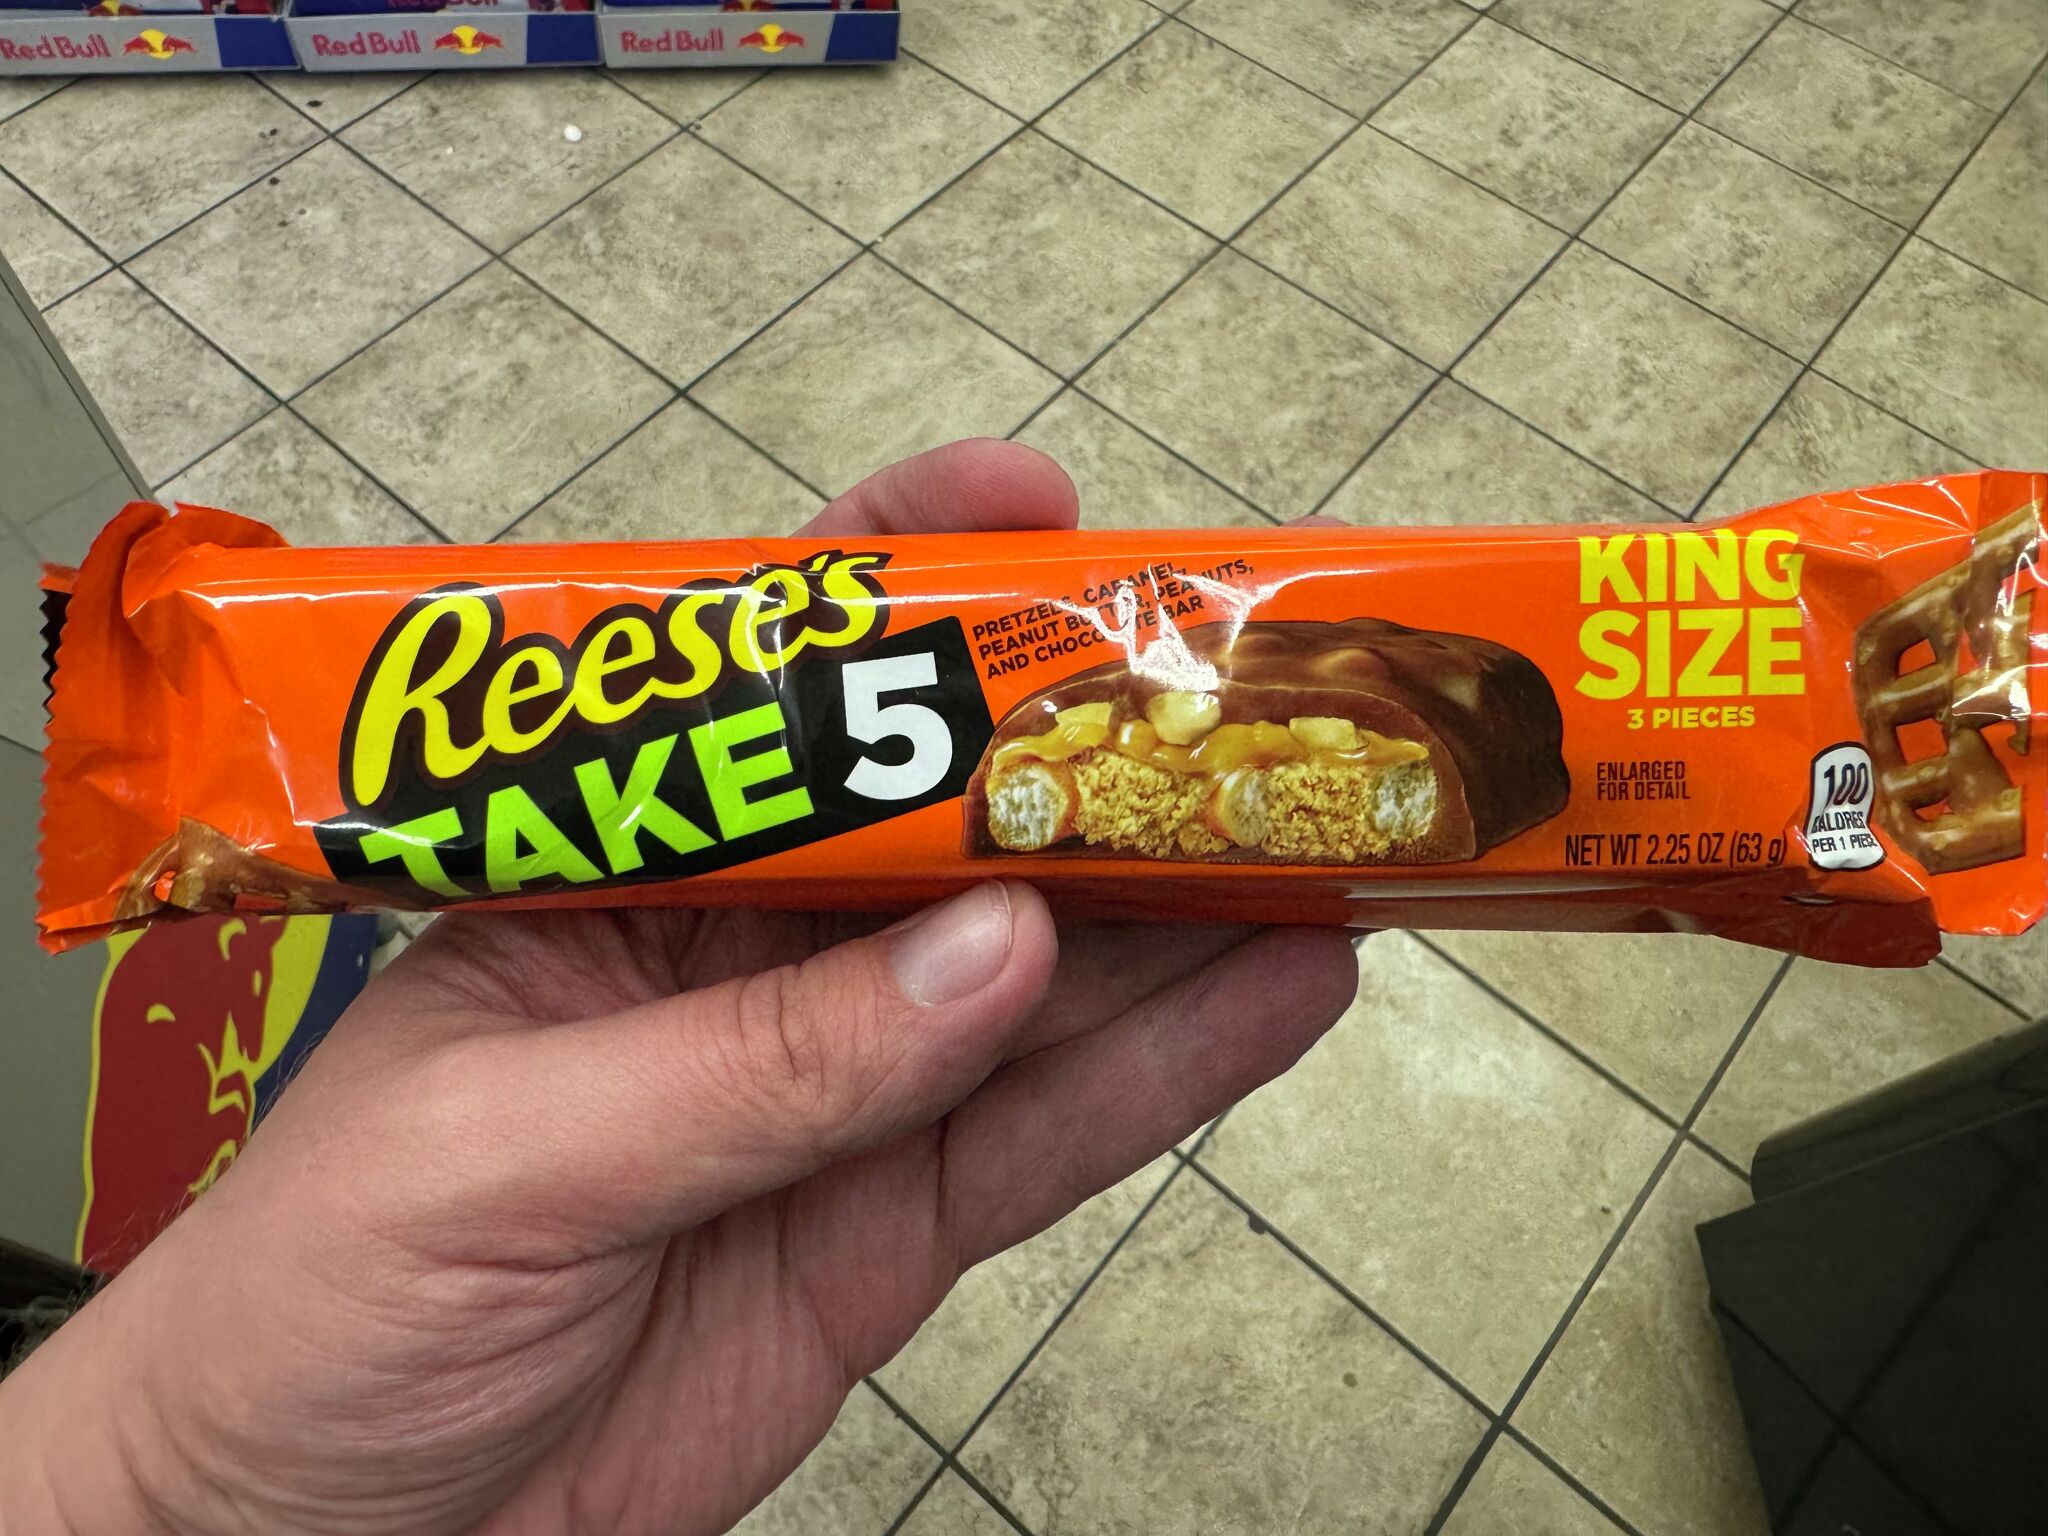 RedBull
RedBull
RedBull
RedBull
Reese's
TAKE 5
PRETZELS, CARAMEL,
PEANUT BUTTER, PEANUTS,
AND CHOCOLATE BAR
KING
SIZE
3 PIECES
ENLARGED
FOR DETAIL
NET WT 2.25 OZ (63 g)
100
CALORIES
PER 1 PIECE